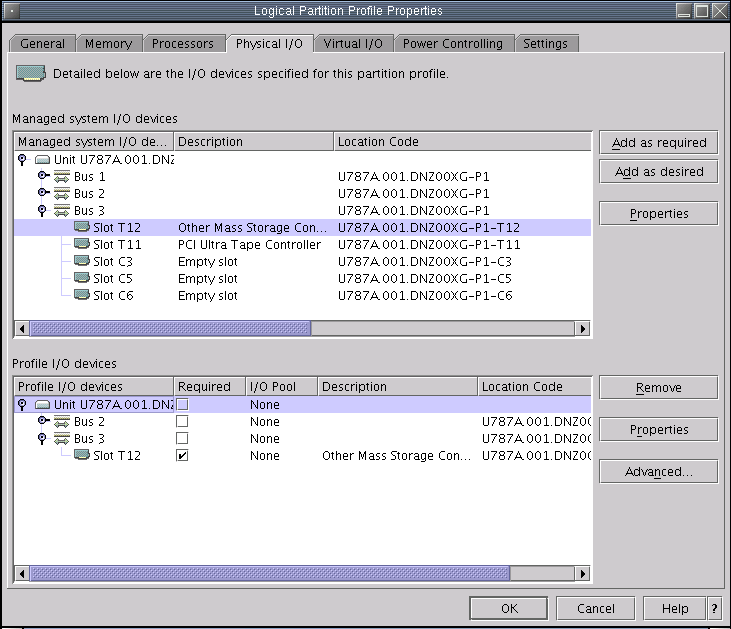 Logical Partition Profile Properties
General Memory Processors Physical I/O Virtual I/O Power Controlling Settings
Detailed below are the I/O devices specified for this partition profile.
Managed system I/O devices
Managed system I/O de... Description Location Code
Unit U787A.001.DNZ
Bus 1 U787A.001.DNZ00XG-P1
Bus 2 U787A.001.DNZ00XG-P1
Bus 3 U787A.001.DNZ00XG-P1
Slot T12 Other Mass Storage Con... U787A.001.DNZ00XG-P1-T12
Slot T11 PCI Ultra Tape Controller U787A.001.DNZ00XG-P1-T11
Slot C3 Empty slot U787A.001.DNZ00XG-P1-C3
Slot C5 Empty slot U787A.001.DNZ00XG-P1-C5
Slot C6 Empty slot U787A.001.DNZ00XG-P1-C6
Add as required
Add as desired
Properties
Profile I/O devices
Profile I/O devices Required I/O Pool Description Location Code
Unit U787A.001.DNZ None
Bus 2 None U787A.001.DNZ00
Bus 3 None U787A.001.DNZ00
Slot T12 None Other Mass Storage Con... U787A.001.DNZ00
Remove
Properties
Advanced...
OK Cancel Help ?